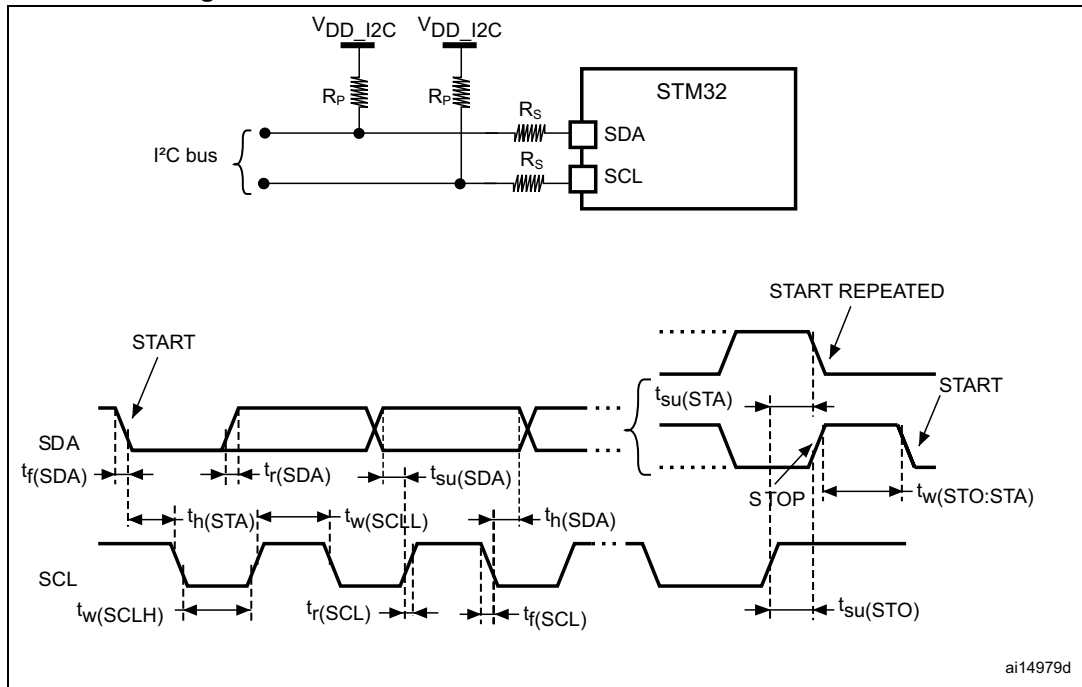 VDD_I2C VDD_I2C
RP RP
STM32
RS
SDA
I²C bus
RS
SCL
START REPEATED
START
tsu(STA)
START
SDA
tf(SDA)
tr(SDA)
tsu(SDA)
STOP
tw(STO:STA)
th(STA)
tw(SCLL)
th(SDA)
SCL
tw(SCLH)
tr(SCL)
tf(SCL)
tsu(STO)
ai14979d